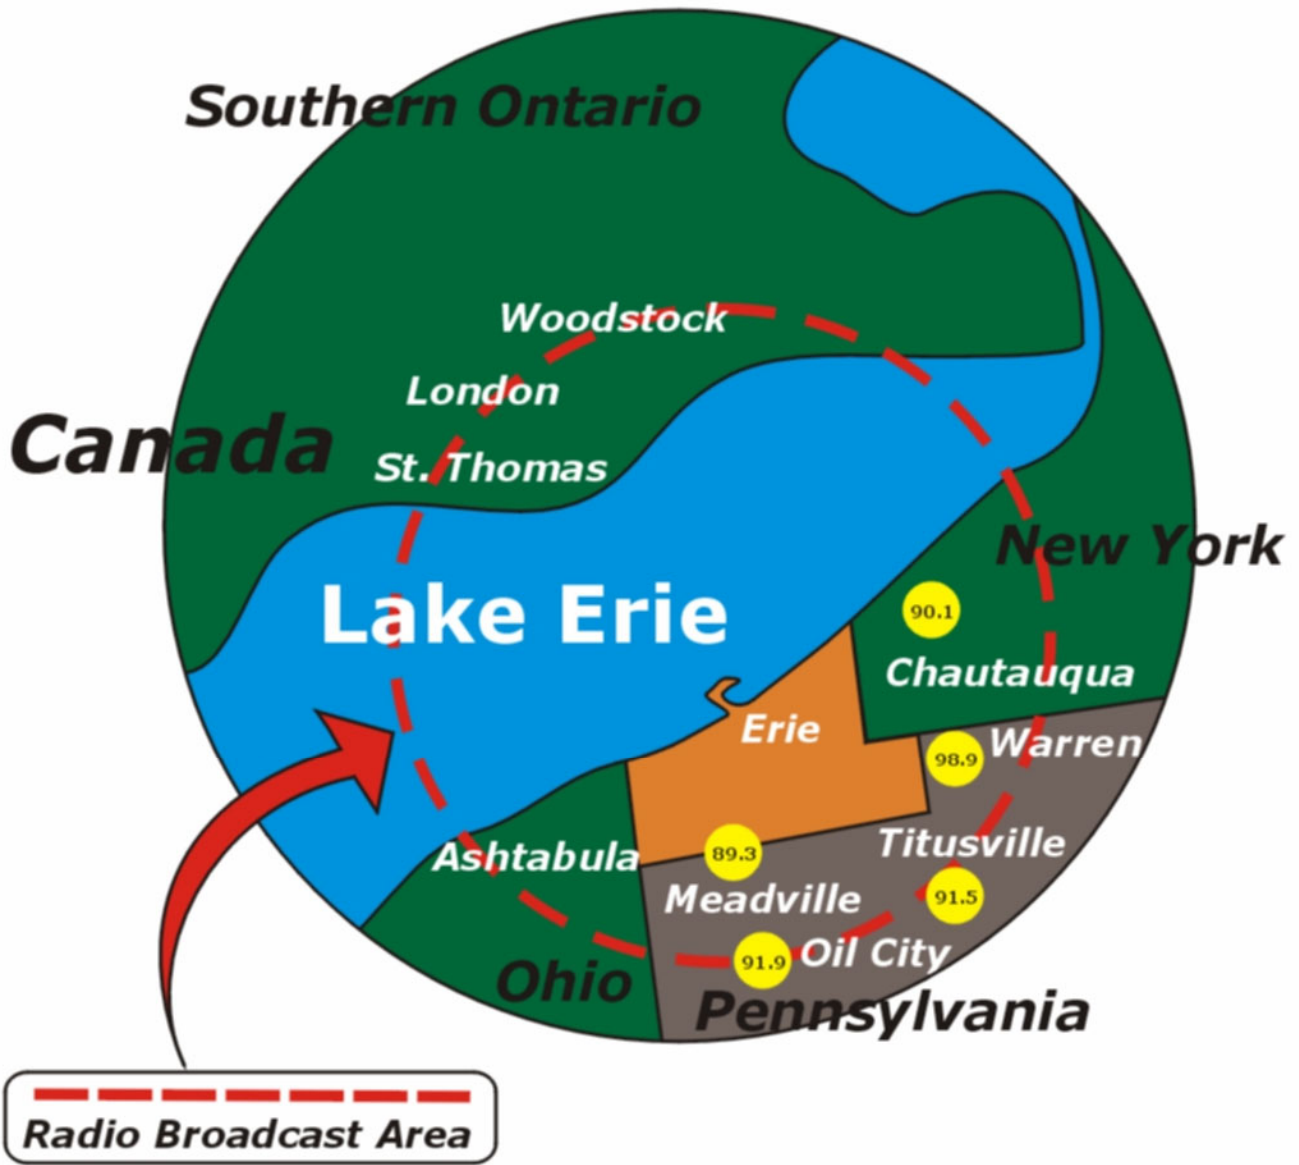 Southern Ontario
Woodstock
London
Canada
St. Thomas
New York
Lake Erie
90.1
Chautauqua
Erie
98.9
Warren
Titusville
89.3
Ashtabula
Meadville
91.5
91.9
Oil City
Ohio
Pennsylvania
Radio Broadcast Area